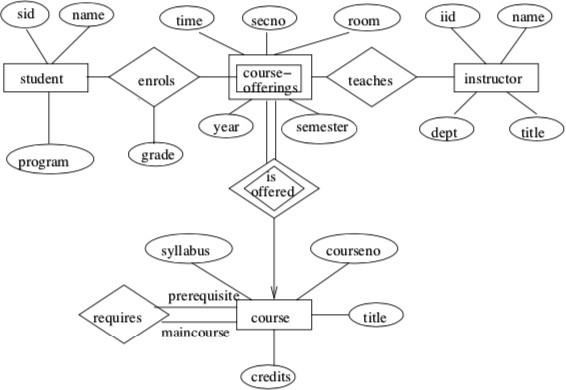 sid
name
time
secno
room
iid
name
student
enrols
course-
offerings
teaches
instructor
year
semester
dept
title
program
grade
is
offered
syllabus
courseno
prerequisite
requires
course
title
maincourse
credits